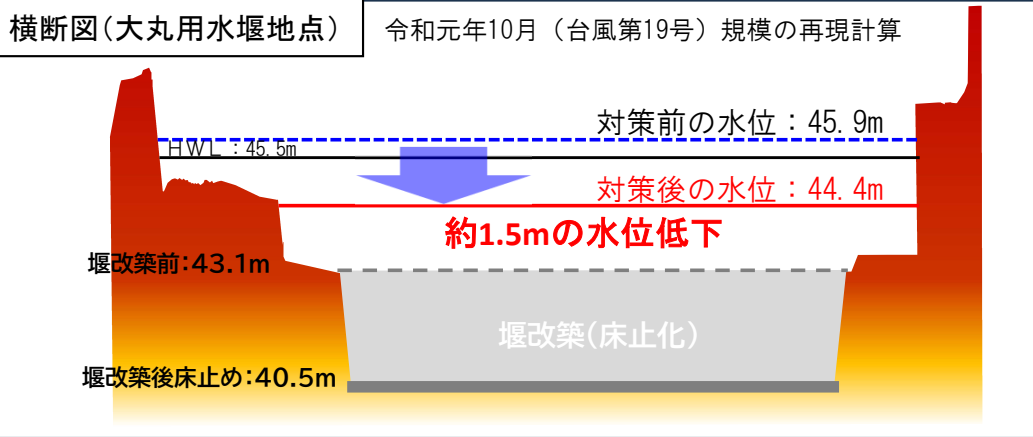 横断図(大丸用水堰地点)
令和元年10月（台風第19号）規模の再現計算
対策前の水位：45.9m
HWL：45.5m
対策後の水位：44.4m
約1.5mの水位低下
堰改築前:43.1m
堰改築(床止化)
堰改築後床止め:40.5m